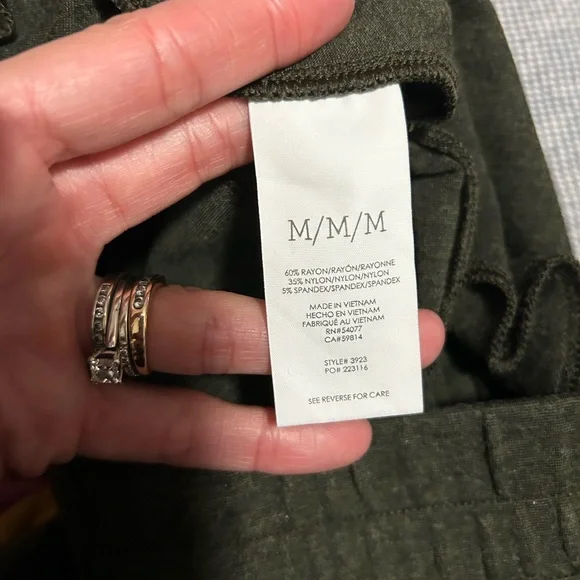 M/M/M
60% RAYON/RAYÓN/RAYONNE
35% NYLON/NYLON/NYLON
5% SPANDEX/SPANDEX/SPANDEX
MADE IN VIETNAM
HECHO EN VIETNAM
FABRIQUÉ AU VIETNAM
RN#54077
CA#59814
STYLE# 3923
PO# 223116
SEE REVERSE FOR CARE